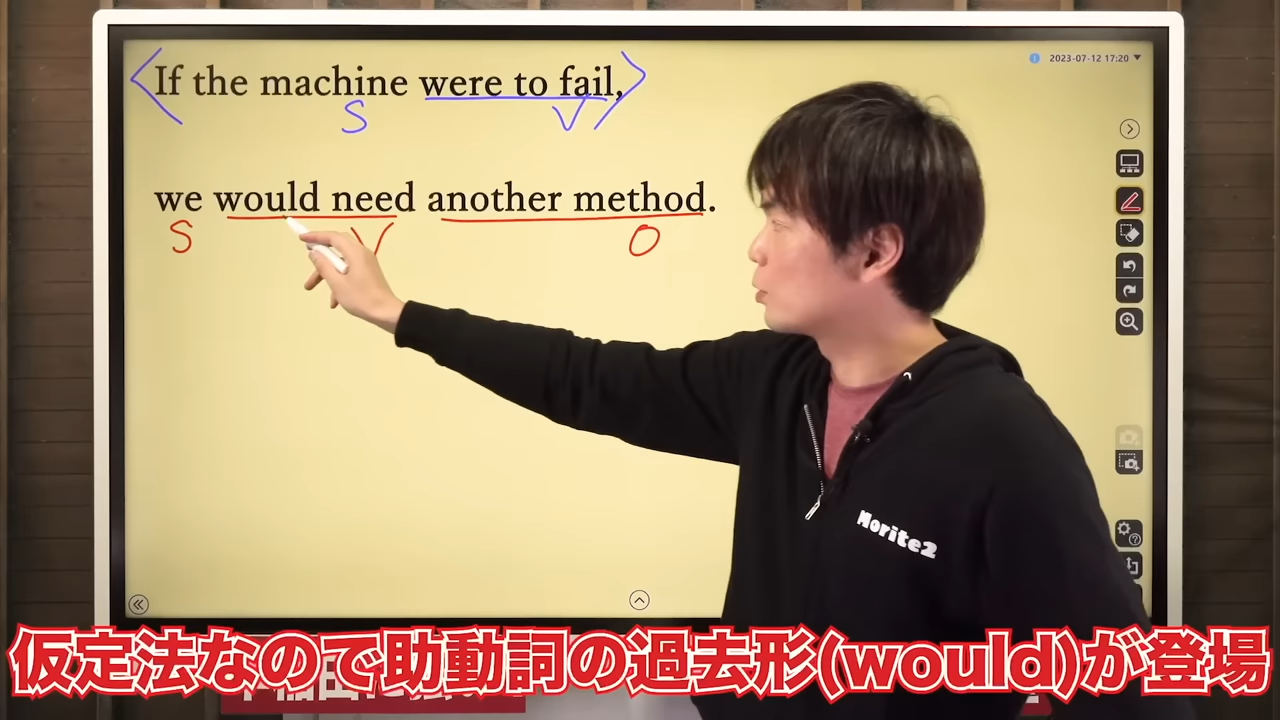 If the machine were to fail,
S V
we would need another method.
S V O
2023-07-12 17:20
Morite2
仮定法なので助動詞の過去形(would)が登場